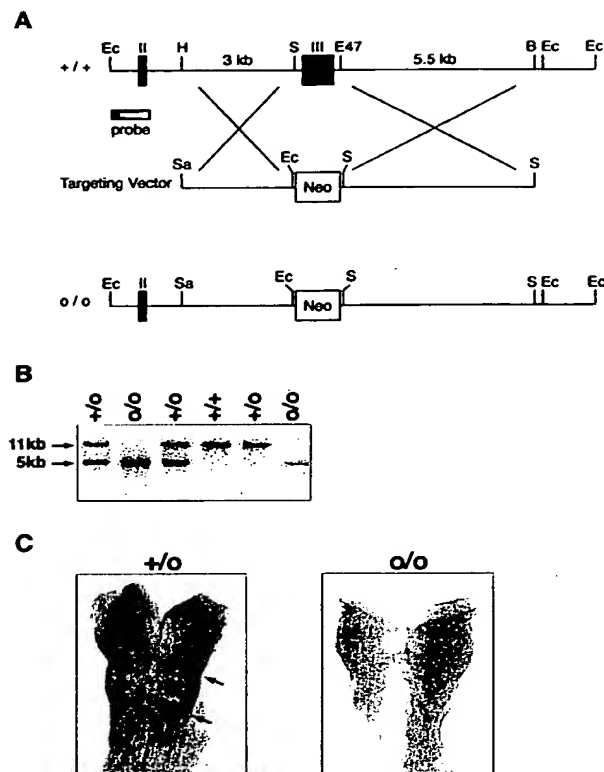 A
Ec II H S III E47 B Ec Ec
+/+ 3 kb 5.5 kb
probe
Sa Ec S S
Targeting Vector Neo
Ec II Sa Ec S S Ec Ec
o/o Neo
B
+/o o/o +/o +/+ +/o o/o
11kb
5kb
C
+/o o/o